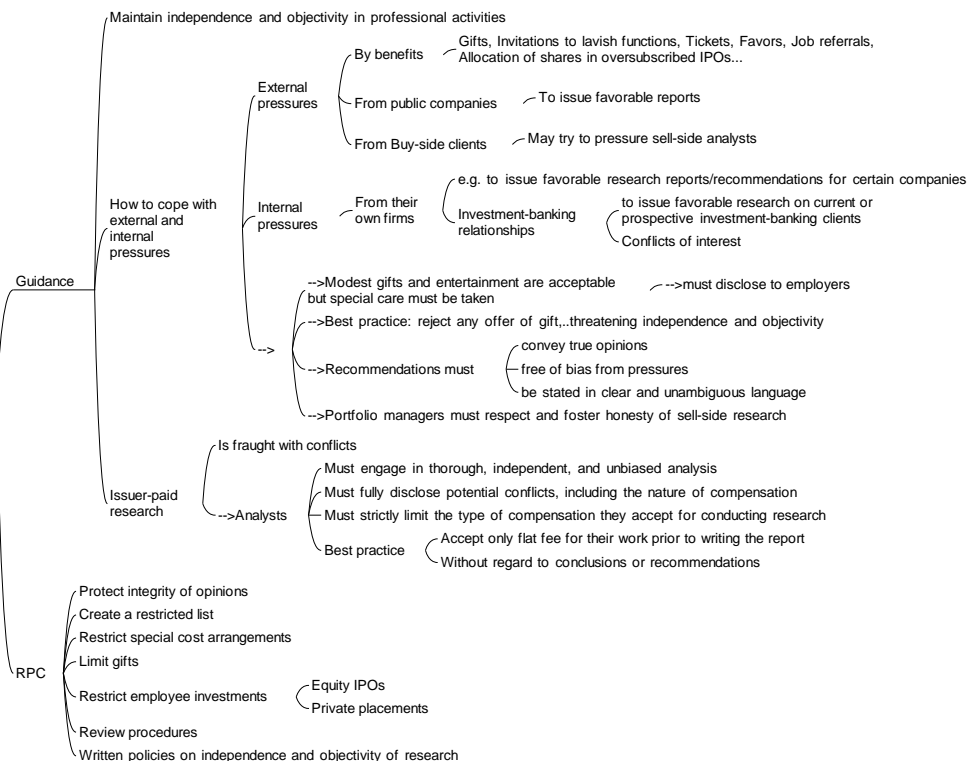 Maintain independence and objectivity in professional activities
Guidance
How to cope with
external and
internal
pressures
External
pressures
By benefits
Gifts, Invitations to lavish functions, Tickets, Favors, Job referrals,
Allocation of shares in oversubscribed IPOs...
From public companies
To issue favorable reports
From Buy-side clients
May try to pressure sell-side analysts
Internal
pressures
From their
own firms
e.g. to issue favorable research reports/recommendations for certain companies
Investment-banking
relationships
to issue favorable research on current or
prospective investment-banking clients
Conflicts of interest
-->
-->Modest gifts and entertainment are acceptable
but special care must be taken
-->must disclose to employers
-->Best practice: reject any offer of gift,..threatening independence and objectivity
-->Recommendations must
convey true opinions
free of bias from pressures
be stated in clear and unambiguous language
-->Portfolio managers must respect and foster honesty of sell-side research
Issuer-paid
research
Is fraught with conflicts
-->Analysts
Must engage in thorough, independent, and unbiased analysis
Must fully disclose potential conflicts, including the nature of compensation
Must strictly limit the type of compensation they accept for conducting research
Best practice
Accept only flat fee for their work prior to writing the report
Without regard to conclusions or recommendations
RPC
Protect integrity of opinions
Create a restricted list
Restrict special cost arrangements
Limit gifts
Restrict employee investments
Equity IPOs
Private placements
Review procedures
Written policies on independence and objectivity of research